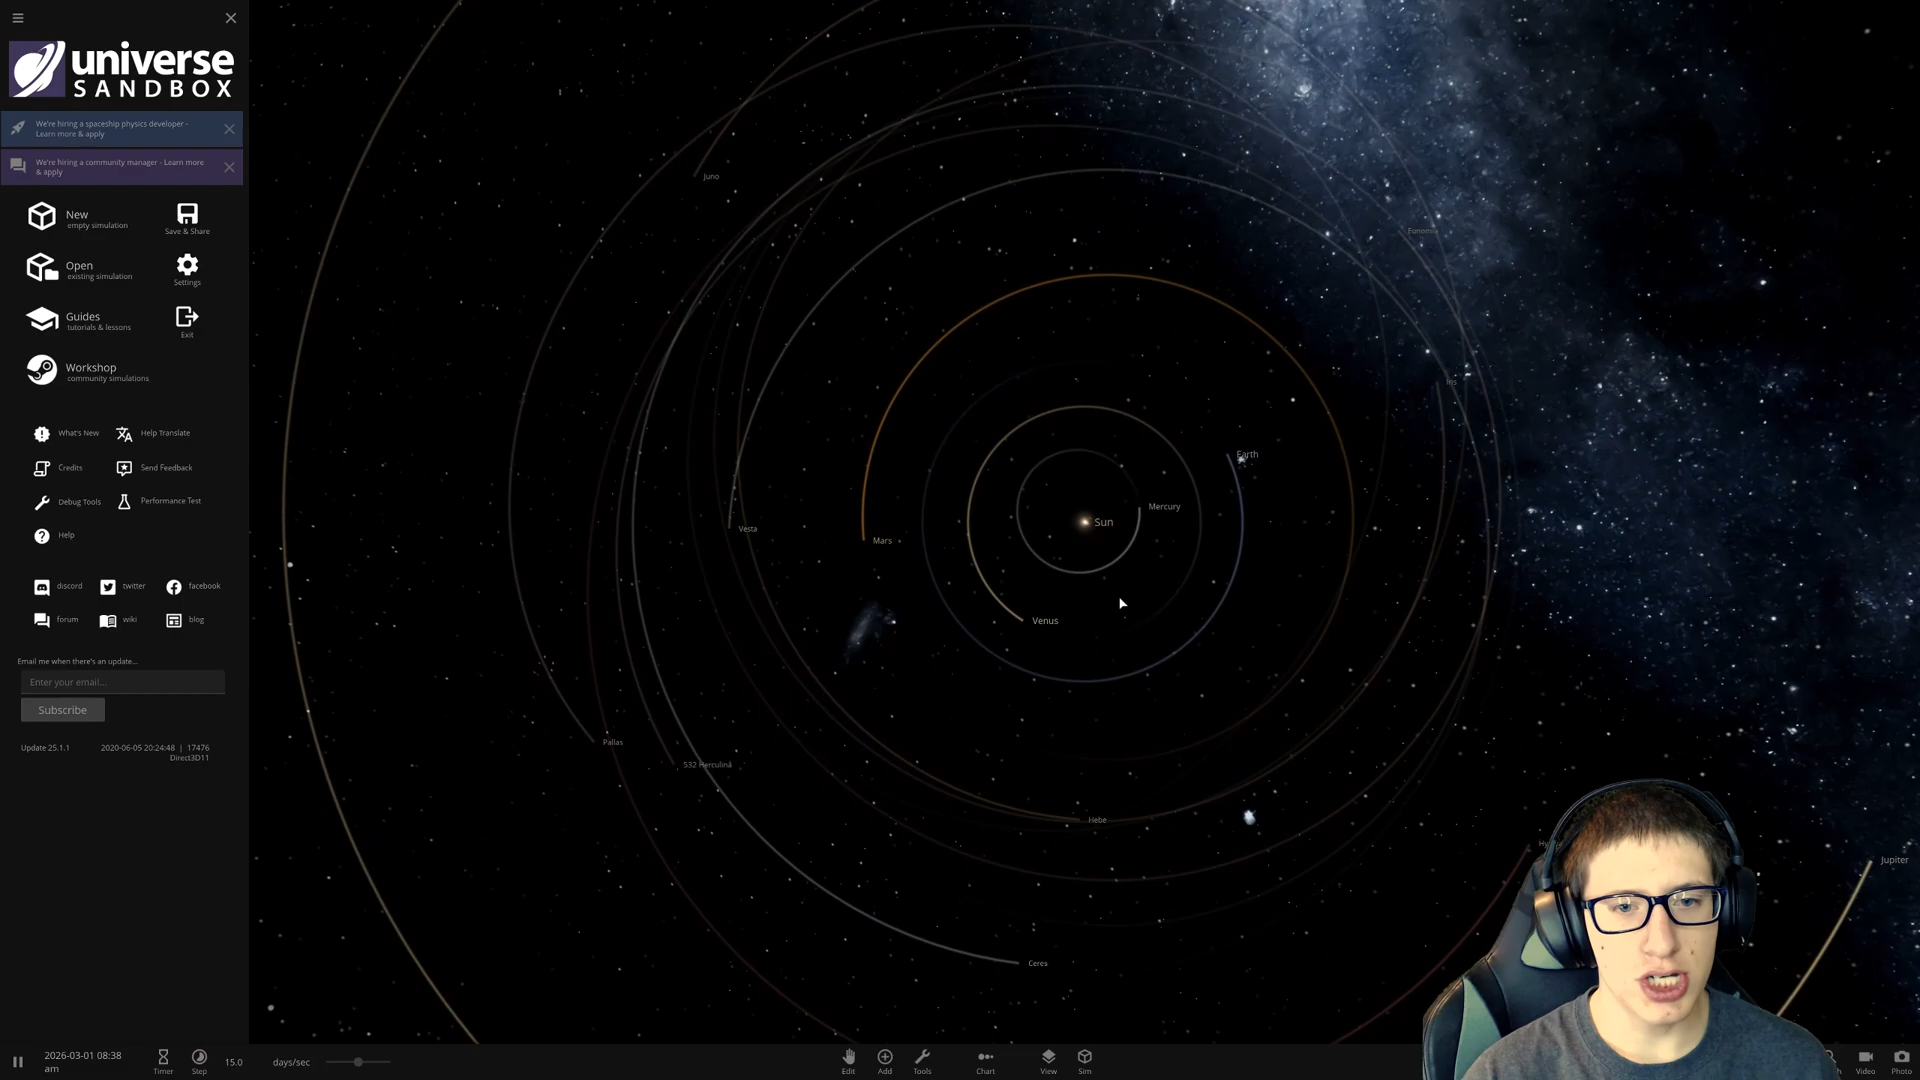 universe
SANDBOX
We're hiring a spaceship physics developer -
Learn more & apply
We're hiring a community manager - Learn more
& apply
New
empty simulation
Save & Share
Open
existing simulation
Settings
Guides
tutorials & lessons
Exit
Workshop
community simulations
What's New
Help Translate
Credits
Send Feedback
Debug Tools
Performance Test
Help
discord
twitter
facebook
forum
wiki
blog
Email me when there's an update...
Enter your email...
Subscribe
Update 25.1.1
2020-06-05 20:24:48 | 17476
Direct3D11
Juno
Iris
Earth
Mercury
Sun
Vesta
Mars
Venus
Pallas
532 Herculina
Hebe
Jupiter
Ceres
2026-03-01 08:38
am
Timer
Step
15.0
days/sec
Edit
Add
Tools
Chart
View
Sim
Video
Photo